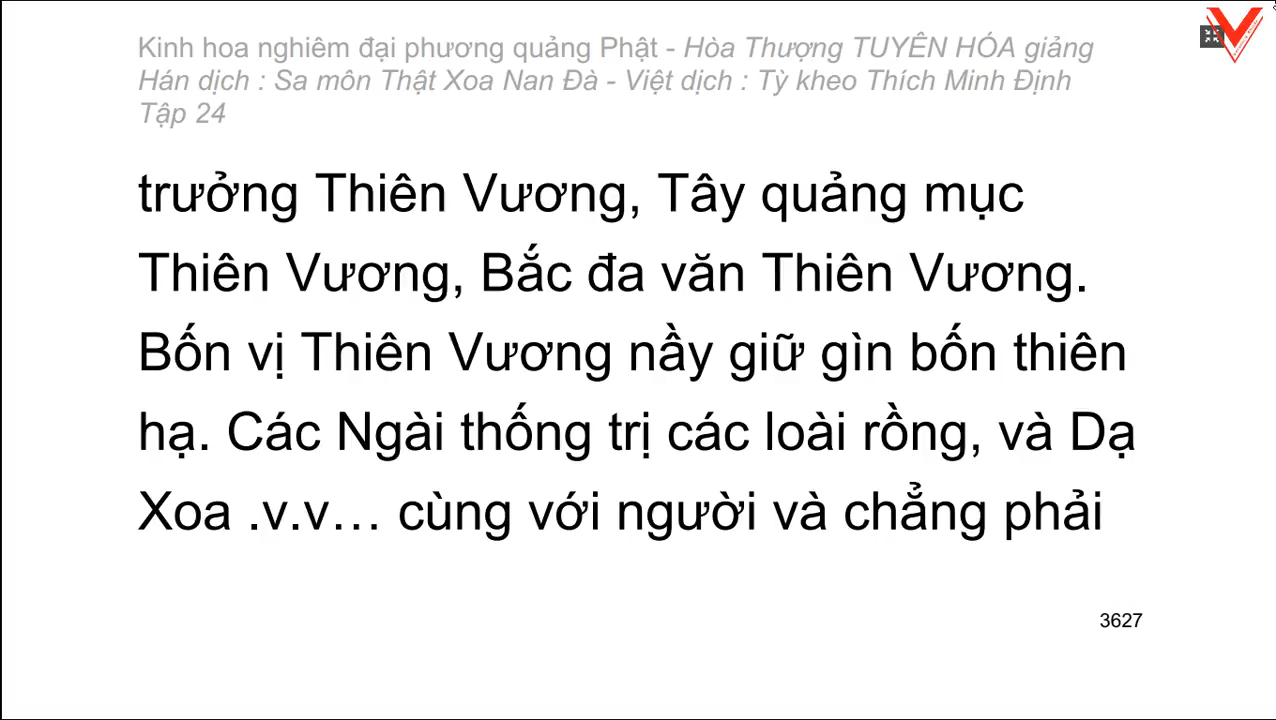 Kinh hoa nghiêm đại phương quảng Phật - Hòa Thượng TUYÊN HÓA giảng
Hán dịch : Sa môn Thật Xoa Nan Đà - Việt dịch : Tỳ kheo Thích Minh Định
Tập 24
trưởng Thiên Vương, Tây quảng mục
Thiên Vương, Bắc đa văn Thiên Vương.
Bốn vị Thiên Vương nầy giữ gìn bốn thiên
hạ. Các Ngài thống trị các loài rồng, và Dạ
Xoa .v.v… cùng với người và chẳng phải
3627